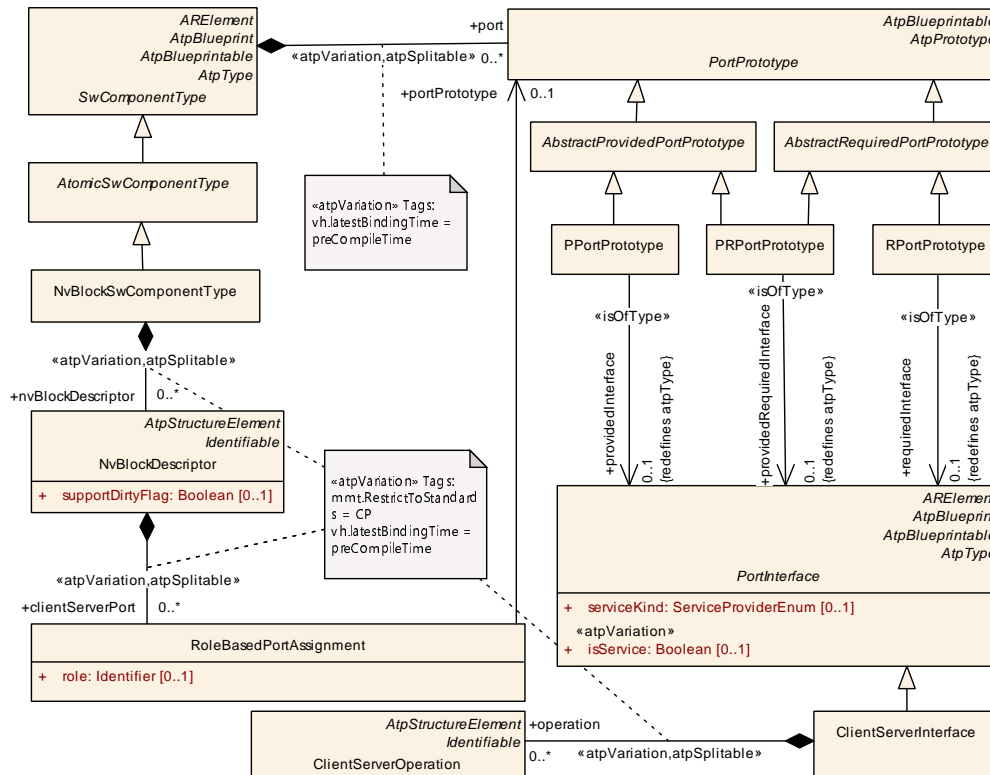 ARElement
AtpBlueprint
AtpBlueprintable
AtpType
SwComponentType
+port
«atpVariation,atpSplitable»
0..*
AtpBlueprintable
AtpPrototype
PortPrototype
+portPrototype
0..1
AbstractProvidedPortPrototype
AbstractRequiredPortPrototype
AtomicSwComponentType
«atpVariation» Tags:
vh.latestBindingTime =
preCompileTime
PPortPrototype
PRPortPrototype
RPortPrototype
NvBlockSwComponentType
«isOfType»
«isOfType»
«isOfType»
«atpVariation,atpSplitable»
+nvBlockDescriptor
0..*
+providedInterface
0..1
{redefines atpType}
+providedRequiredInterface
0..1
{redefines atpType}
+requiredInterface
0..1
{redefines atpType}
AtpStructureElement
Identifiable
NvBlockDescriptor
+ supportDirtyFlag: Boolean [0..1]
«atpVariation» Tags:
mmt.RestrictToStandard
s = CP
vh.latestBindingTime =
preCompileTime
«atpVariation,atpSplitable»
+clientServerPort
0..*
ARElement
AtpBlueprint
AtpBlueprintable
AtpType
PortInterface
+ serviceKind: ServiceProviderEnum [0..1]
«atpVariation»
+ isService: Boolean [0..1]
RoleBasedPortAssignment
+ role: Identifier [0..1]
AtpStructureElement
Identifiable
ClientServerOperation
+operation
0..*
«atpVariation,atpSplitable»
ClientServerInterface